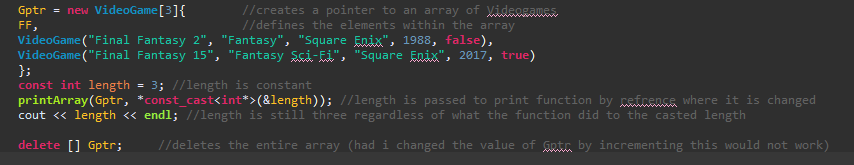 Gptr = new VideoGame[3]{ //creates a pointer to an array of Videogames
FF, //defines the elements within the array
VideoGame("Final Fantasy 2", "Fantasy", "Square Enix", 1988, false),
VideoGame("Final Fantasy 15", "Fantasy Sci-Fi", "Square Enix", 2017, true)
};
const int length = 3; //length is constant
printArray(Gptr, *const_cast<int*>(&length)); //length is passed to print function by refrence where it is changed
cout << length << endl; //length is still three regardless of what the function did to the casted length
delete [] Gptr; //deletes the entire array (had i changed the value of Gptr by incrementing this would not work)